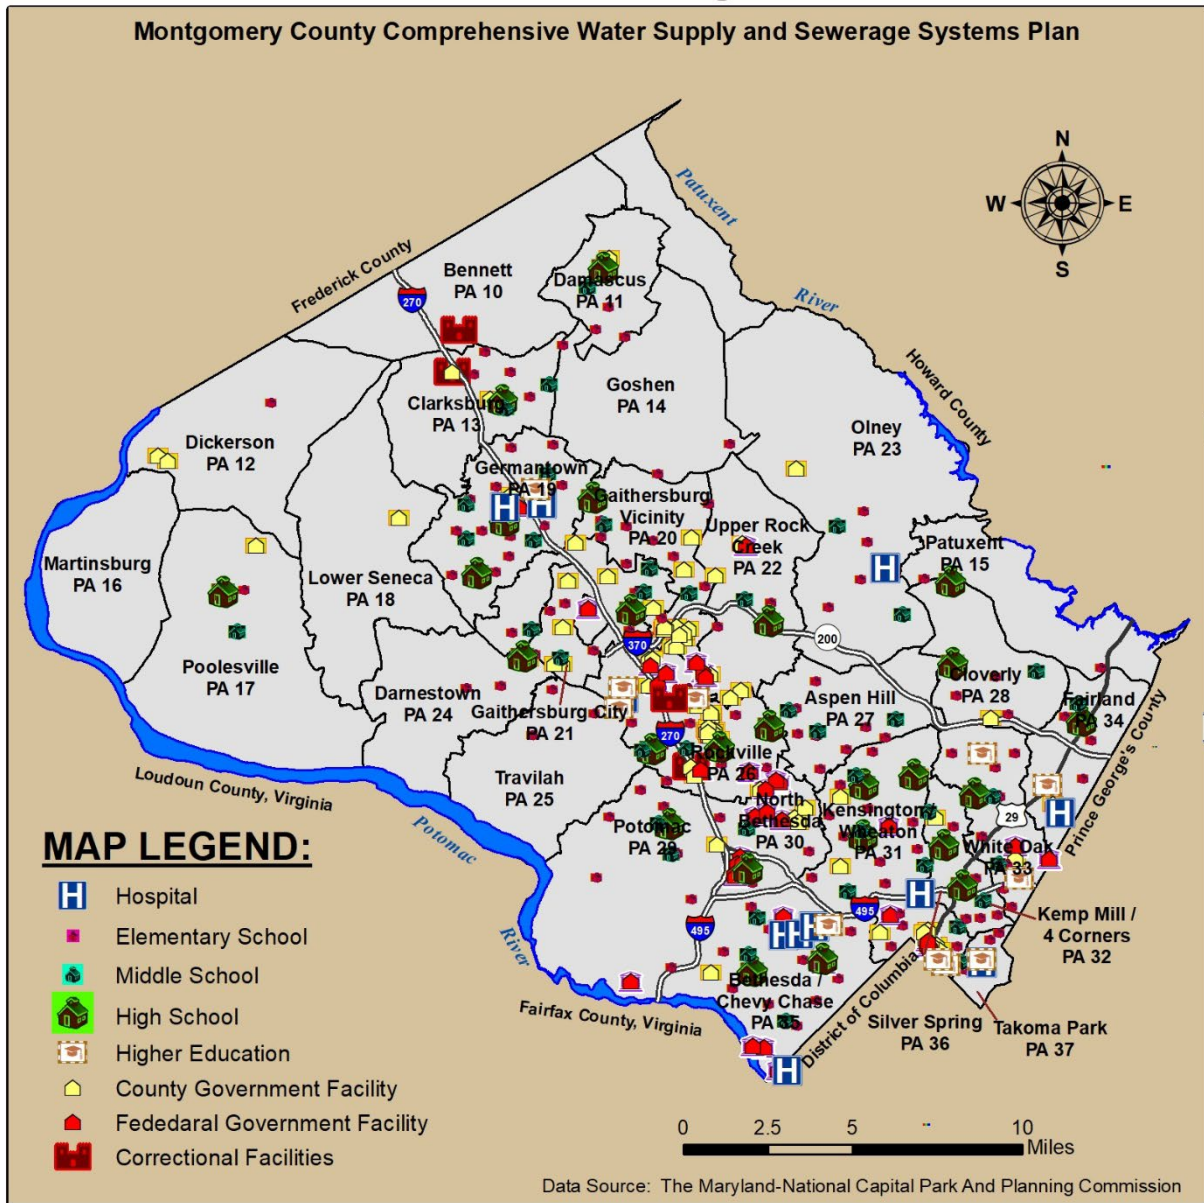 Montgomery County Comprehensive Water Supply and Sewerage Systems Plan
N
W
E
S
Patuxent
River
Frederick County
Howard County
270
Bennett
PA 10
Damascus
PA 11
Goshen
PA 14
Clarksburg
PA 13
Olney
PA 23
Dickerson
PA 12
Germantown
PA 19
Gaithersburg
Vicinity
PA 20
Upper Rock
Creek
PA 22
Patuxent
PA 15
Martinsburg
PA 16
Lower Seneca
PA 18
Poolesville
PA 17
200
370
Darnestown
PA 24
Gaithersburg City
PA 21
Aspen Hill
PA 27
Cloverly
PA 28
Fairland
PA 34
270
Rockville
PA 26
Travilah
PA 25
Loudoun County, Virginia
Prince George's County
Potomac
River
Potomac
PA 29
North
Bethesda
PA 30
Kensington
Wheaton
PA 31
29
White Oak
PA 33
495
495
Kemp Mill /
4 Corners
PA 32
Bethesda /
Chevy Chase
PA 35
District of Columbia
Silver Spring
PA 36
Takoma Park
PA 37
Fairfax County, Virginia
H
H
H
H
H
H
H
H
MAP LEGEND:
H Hospital
Elementary School
Middle School
High School
Higher Education
County Government Facility
Fededaral Government Facility
Correctional Facilities
0 2.5 5 10
Miles
Data Source: The Maryland-National Capital Park And Planning Commission